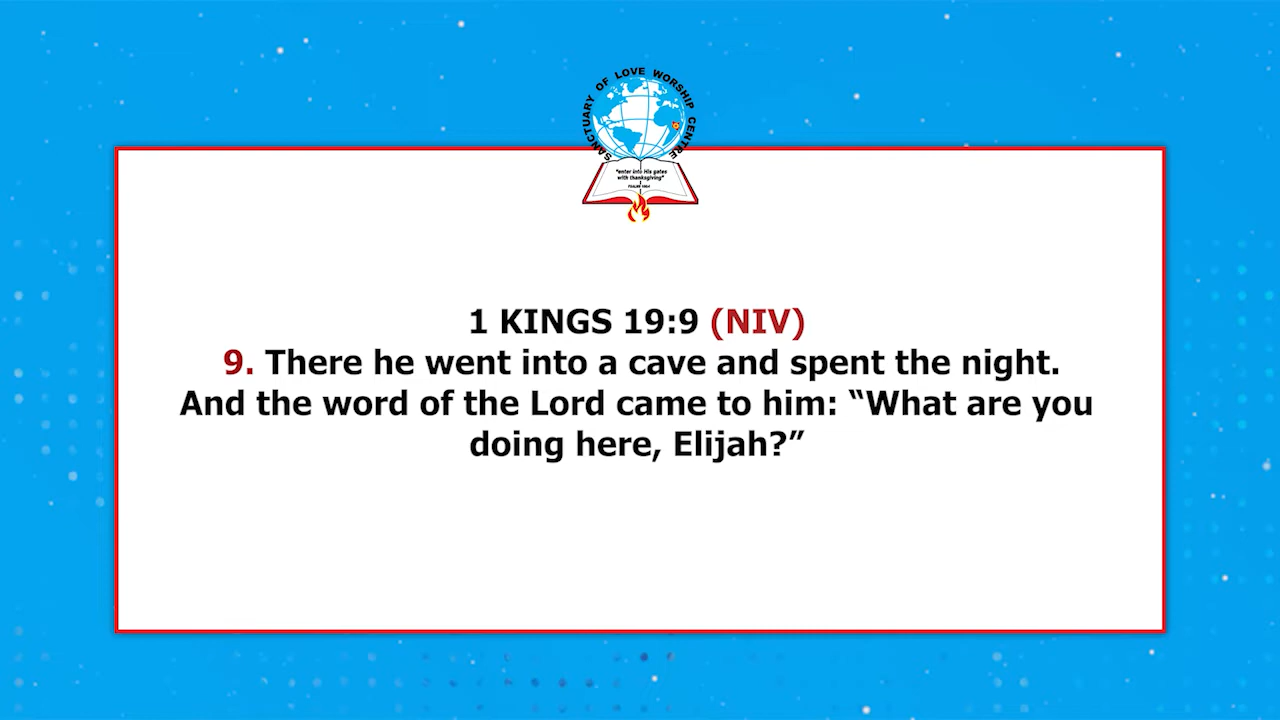 SANCTUARY OF LOVE WORSHIP CENTRE
"enter into His gates
with thanksgiving"
1 KINGS 19:9 (NIV)
9. There he went into a cave and spent the night.
And the word of the Lord came to him: “What are you
doing here, Elijah?”